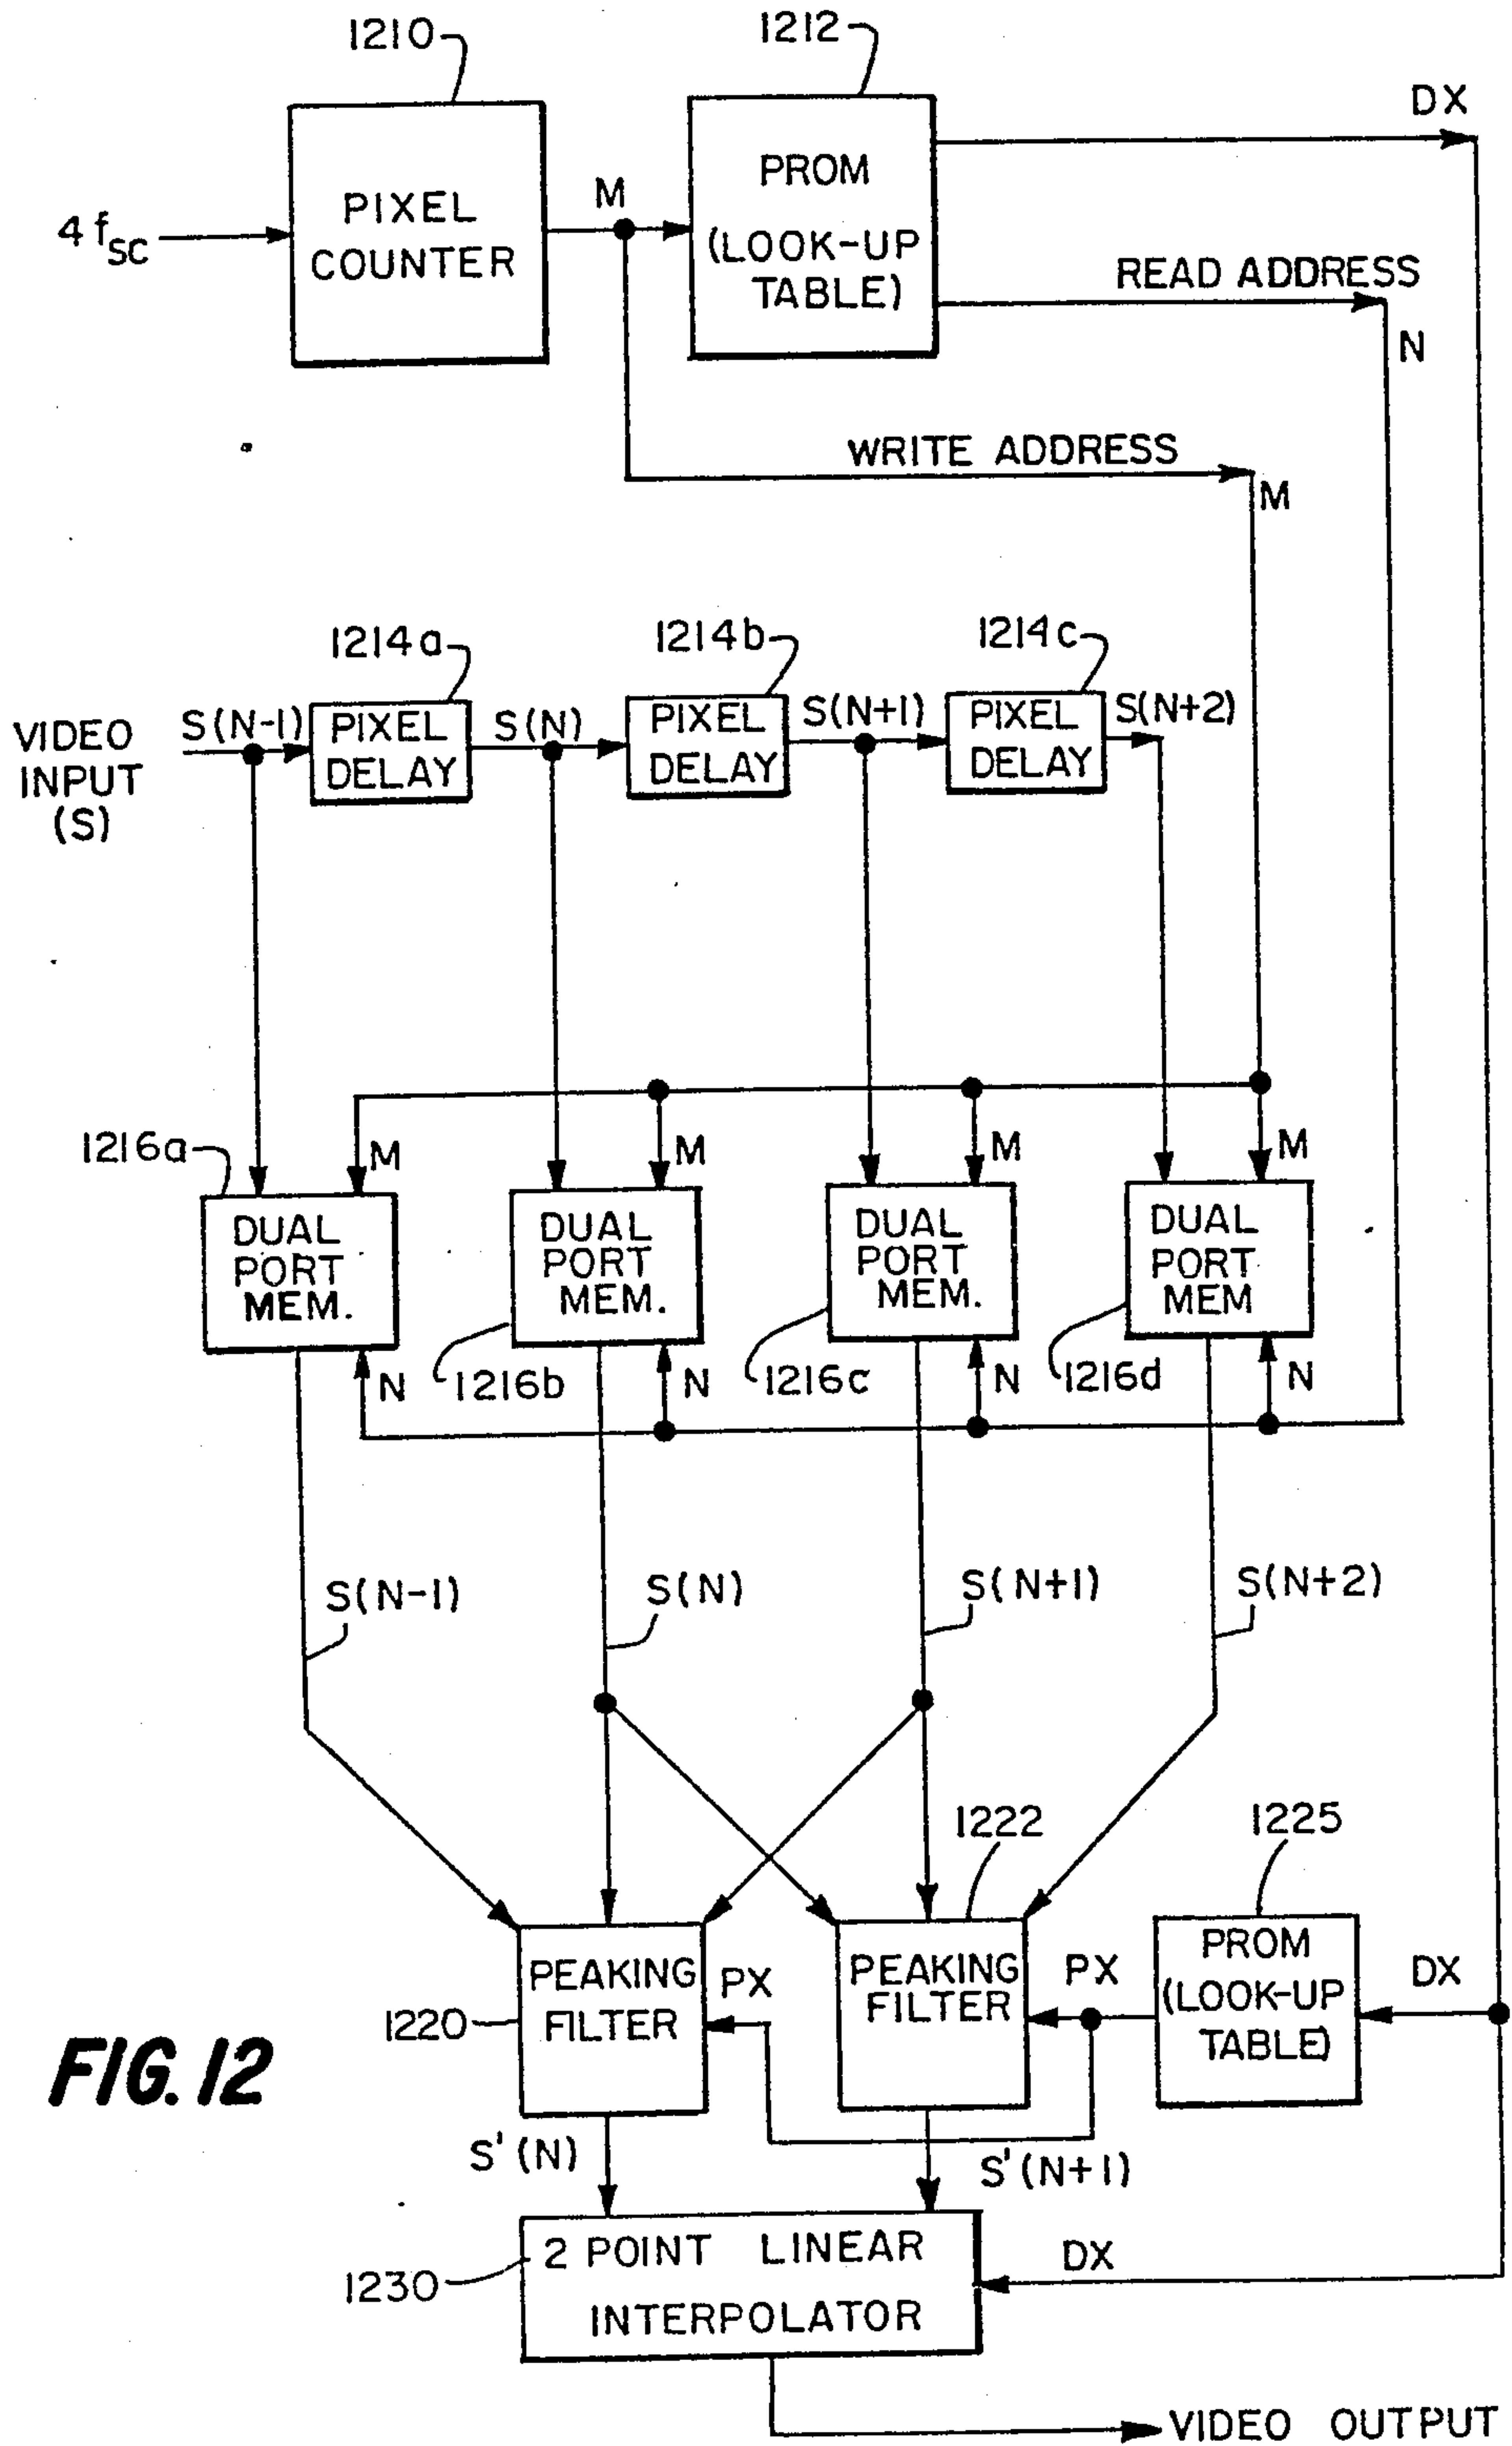 1210
1212
DX
4 fSC
PIXEL
COUNTER
M
PROM
(LOOK-UP
TABLE)
READ ADDRESS
N
WRITE ADDRESS
M
1214a
1214b
1214c
VIDEO
INPUT
(S)
S(N-1)
PIXEL
DELAY
S(N)
PIXEL
DELAY
S(N+1)
PIXEL
DELAY
S(N+2)
1216a
M
M
M
M
DUAL
PORT
MEM.
DUAL
PORT
MEM.
DUAL
PORT
MEM.
DUAL
PORT
MEM
N
1216b
N
1216c
N
1216d
N
S(N-1)
S(N)
S(N+1)
S(N+2)
1222
1225
PEAKING
FILTER
1220
PX
PEAKING
FILTER
PX
PROM
(LOOK-UP
TABLE)
DX
FIG. 12
S'(N)
S'(N+1)
2 POINT LINEAR
INTERPOLATOR
1230
DX
VIDEO OUTPUT